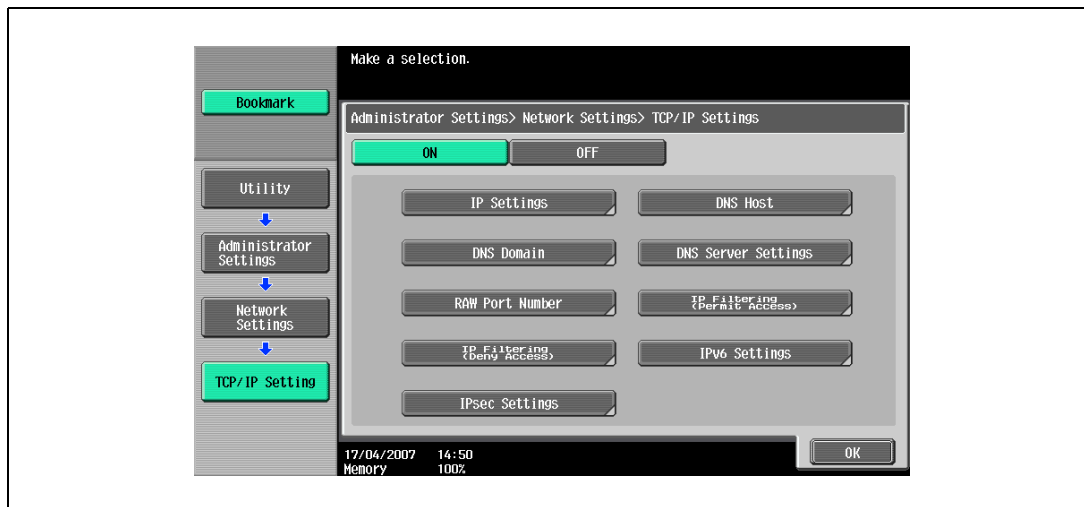 Make a selection.
Bookmark
Administrator Settings> Network Settings> TCP/IP Settings
ON
OFF
Utility
Administrator
Settings
Network
Settings
TCP/IP Setting
IP Settings
DNS Host
DNS Domain
DNS Server Settings
RAW Port Number
IP Filtering
(Permit Access)
IP Filtering
(Deny Access)
IPv6 Settings
IPsec Settings
17/04/2007 14:50
Memory 100%
OK